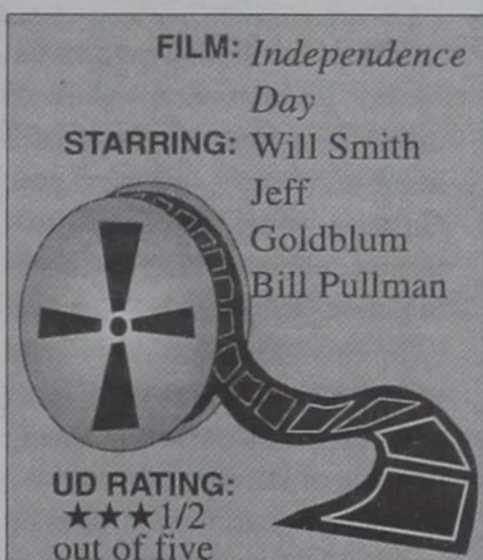 FILM: Independence
Day
STARRING: Will Smith
Jeff
Goldblum
Bill Pullman
UD RATING:
★★★1/2
out of five